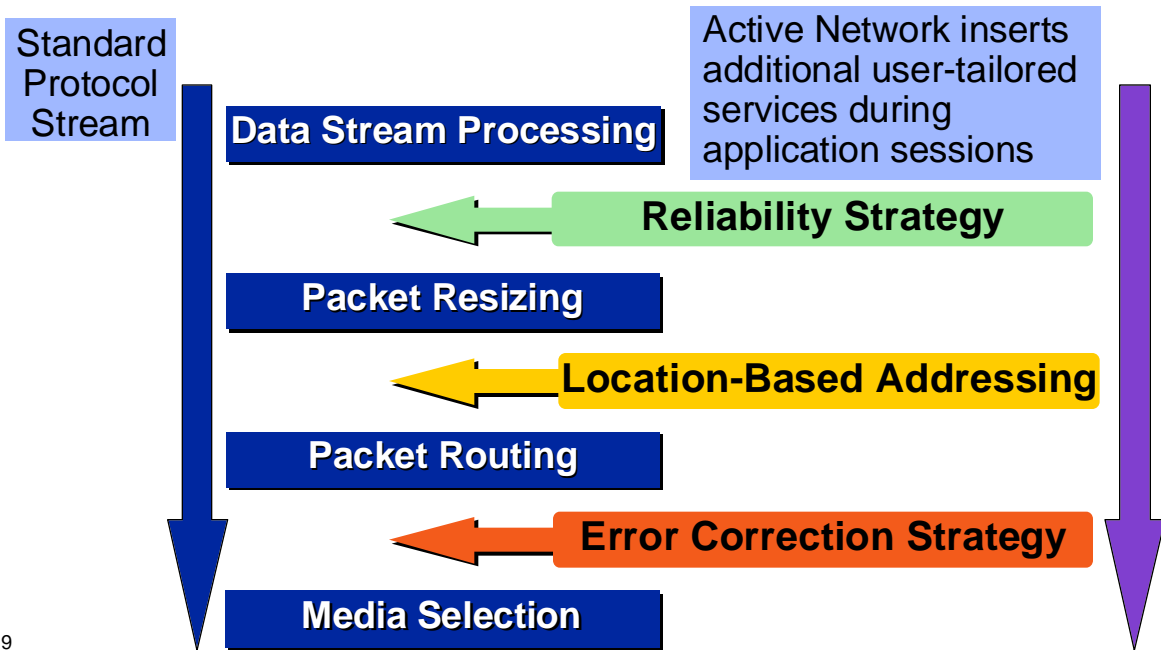 Standard
Protocol
Stream
Active Network inserts
additional user-tailored
services during
application sessions
Data Stream Processing
Reliability Strategy
Packet Resizing
Location-Based Addressing
Packet Routing
Error Correction Strategy
Media Selection
9